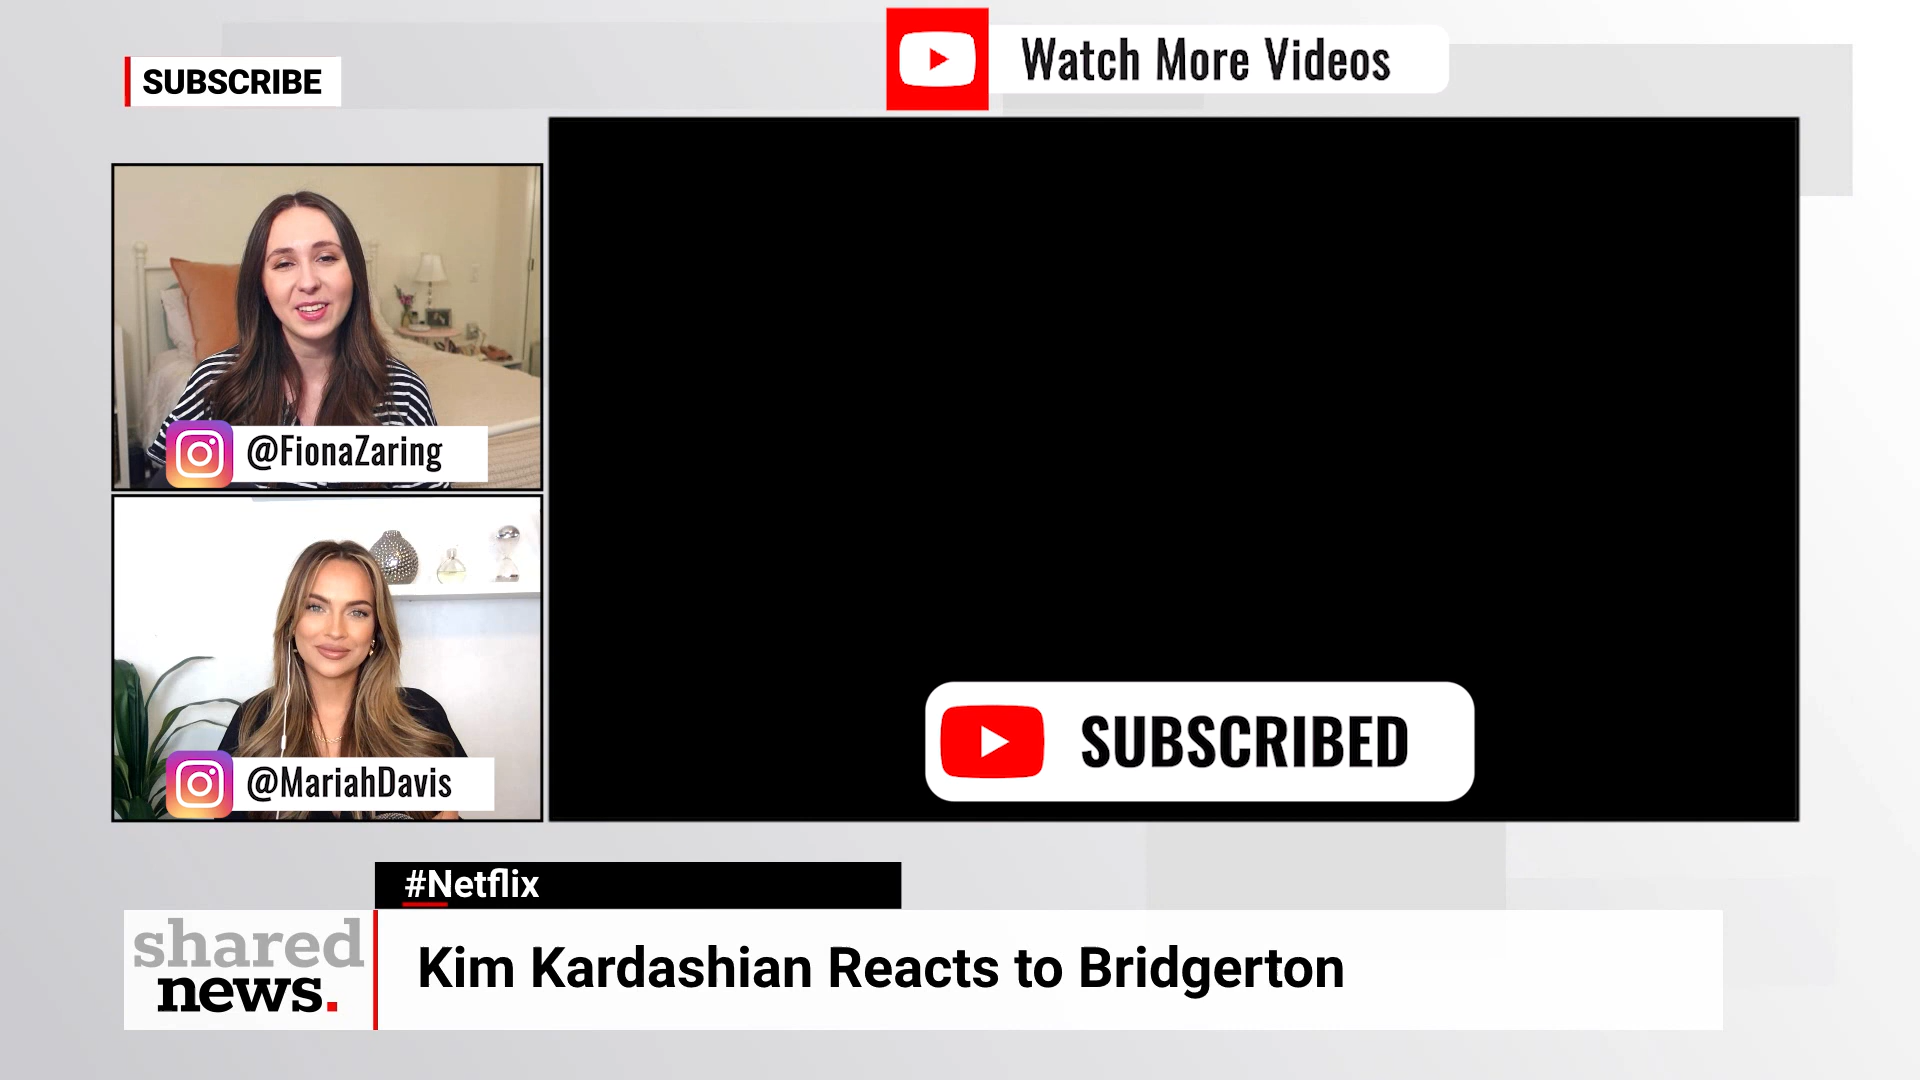 SUBSCRIBE
Watch More Videos
@FionaZaring
@MariahDavis
SUBSCRIBED
#Netflix
shared
news.
Kim Kardashian Reacts to Bridgerton